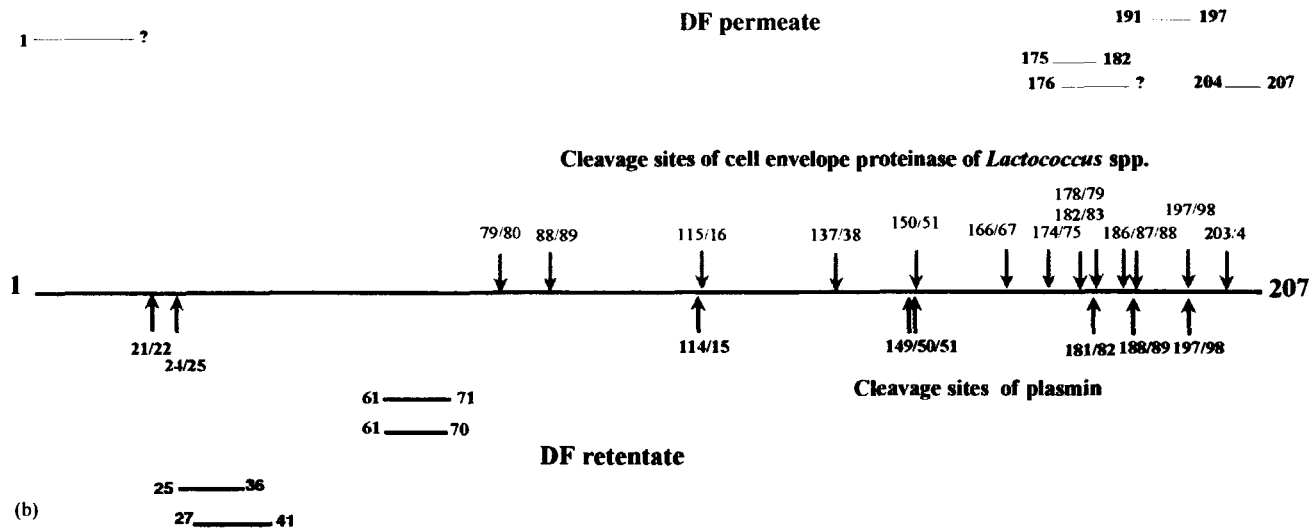 DF permeate
191 197
1 ?
175 182
176 ? 204 207
Cleavage sites of cell envelope proteinase of Lactococcus spp.
178/79
182/83
197/98
150/51
79/80 88/89 115/16 137/38 166/67 174/75 186/87/88 203/4
1 207
21/22 24/25 114/15 149/50/51 181/82 188/89 197/98
Cleavage sites of plasmin
61 71
61 70
DF retentate
25 36
(b)
27 41